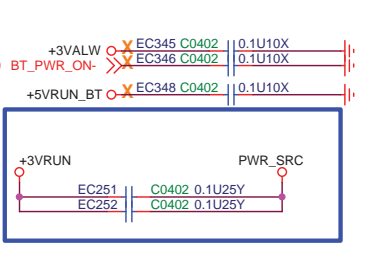 +3VALW X EC345 C0402 0.1U10X
BT_PWR_ON- X EC346 C0402 0.1U10X
+5VRUN_BT X EC348 C0402 0.1U10X
+3VRUN PWR_SRC
EC251 C0402 0.1U25Y
EC252 C0402 0.1U25Y